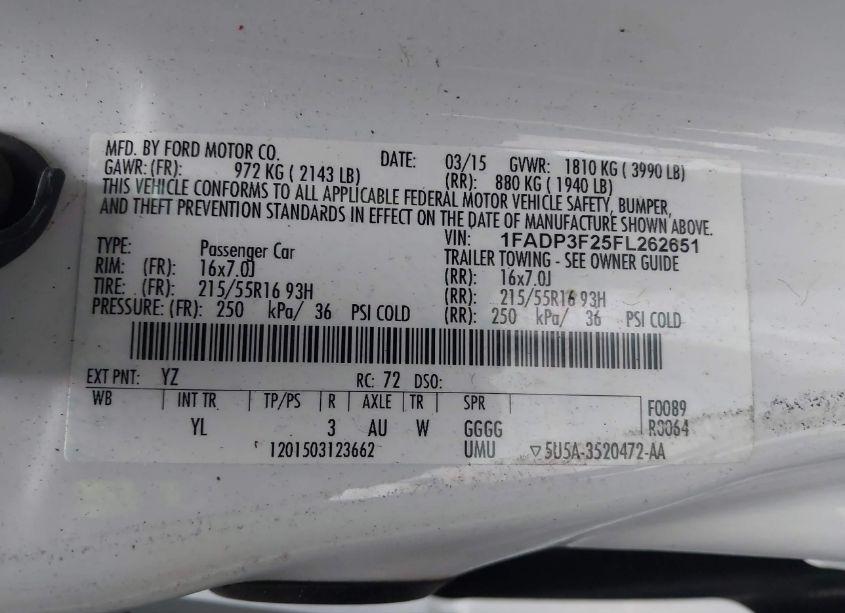 MFD. BY FORD MOTOR CO. DATE: 03/15 GVWR: 1810 KG ( 3990 LB)
GAWR: (FR): 972 KG ( 2143 LB) (RR): 880 KG ( 1940 LB)
THIS VEHICLE CONFORMS TO ALL APPLICABLE FEDERAL MOTOR VEHICLE SAFETY, BUMPER,
AND THEFT PREVENTION STANDARDS IN EFFECT ON THE DATE OF MANUFACTURE SHOWN ABOVE.
VIN: 1FADP3F25FL262651
TYPE: Passenger Car TRAILER TOWING - SEE OWNER GUIDE
RIM: (FR): 16x7.0J (RR): 16x7.0J
TIRE: (FR): 215/55R16 93H (RR): 215/55R16 93H
PRESSURE: (FR): 250 kPa/ 36 PSI COLD (RR): 250 kPa/ 36 PSI COLD
EXT PNT: YZ RC: 72 DSO:
WB INT TR TP/PS R AXLE TR SPR F0089
YL 3 AU W GGGG R0064
1201503123662 UMU ▽5U5A-3520472-AA